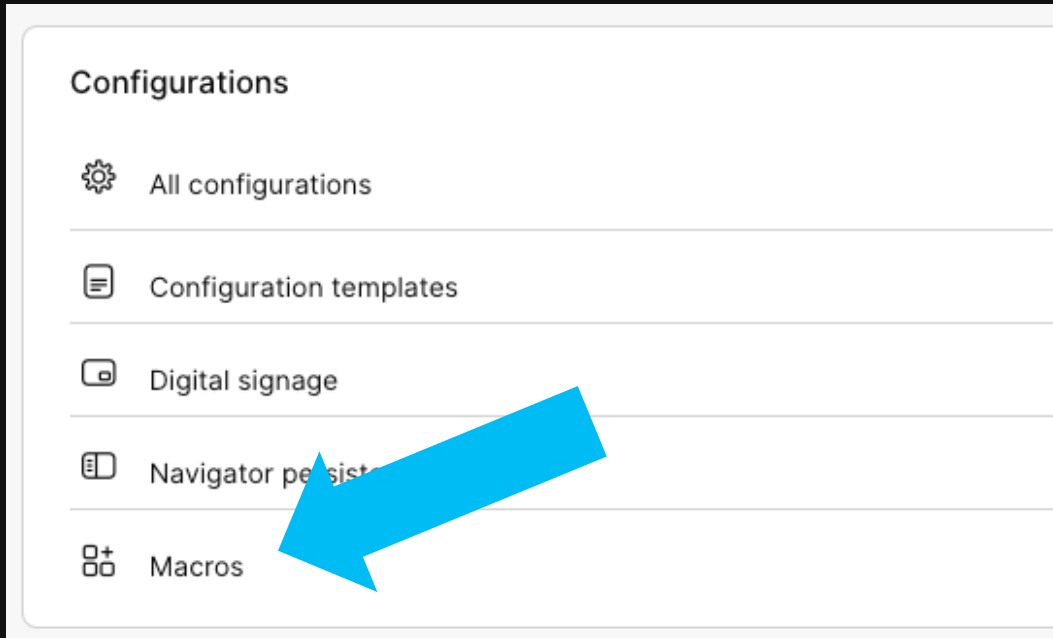 Configurations
All configurations
Configuration templates
Digital signage
Navigator
Macros